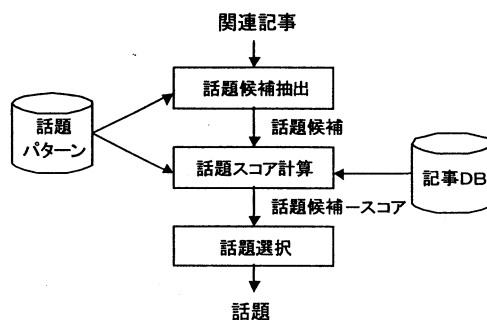 関連記事
話題候補抽出
話題
パターン
話題候補
話題スコア計算
記事DB
話題候補ースコア
話題選択
話題